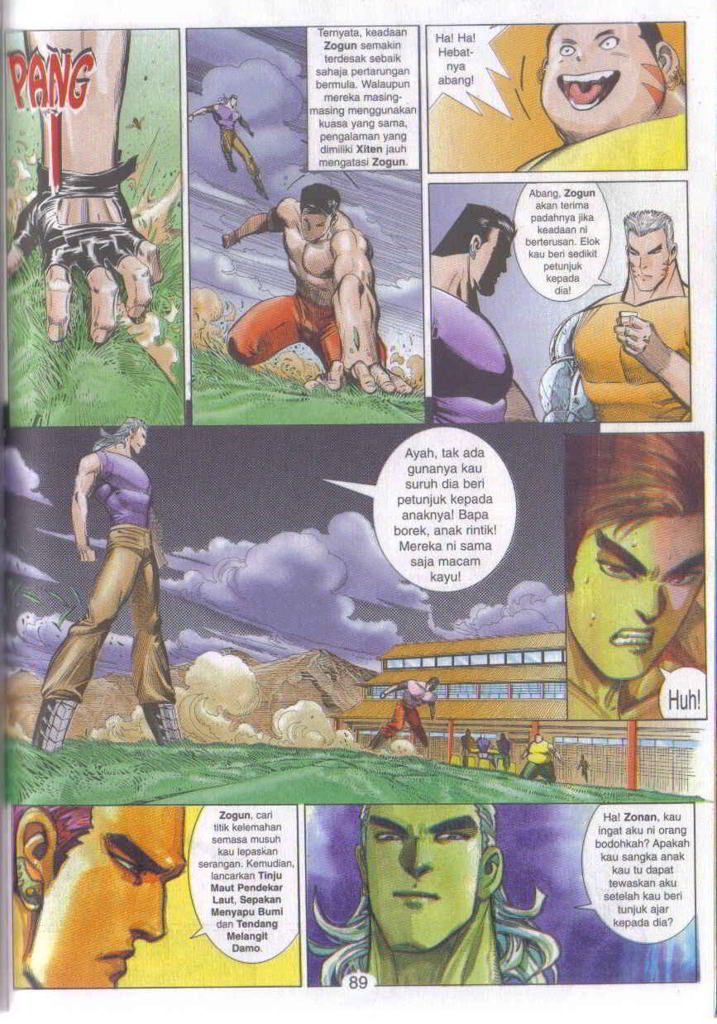 PANG
Ternyata, keadaan
Zogun semakin
terdesak sebaik
sahaja pertarungan
bermula. Walaupun
mereka masing-
masing menggunakan
kuasa yang sama,
pengalaman yang
dimiliki Xiten jauh
mengatasi Zogun.
Ha! Ha!
Hebat-
nya
abang!
Abang, Zogun
akan terima
padahnya jika
keadaan ni
berterusan. Elok
kau beri sedikit
petunjuk
kepada
dia!
Ayah, tak ada
gunanya kau
suruh dia beri
petunjuk kepada
anaknya! Bapa
borek, anak rintik!
Mereka ni sama
saja macam
kayu!
Huh!
Zogun, cari
titik kelemahan
semasa musuh
kau lepaskan
serangan. Kemudian,
lancarkan Tinju
Maut Pendekar
Laut, Sepakan
Menyapu Bumi
dan Tendang
Melangit
Damo.
Ha! Zonan, kau
ingat aku ni orang
bodohkah? Apakah
kau sangka anak
kau tu dapat
tewaskan aku
setelah kau beri
tunjuk ajar
kepada dia?
89